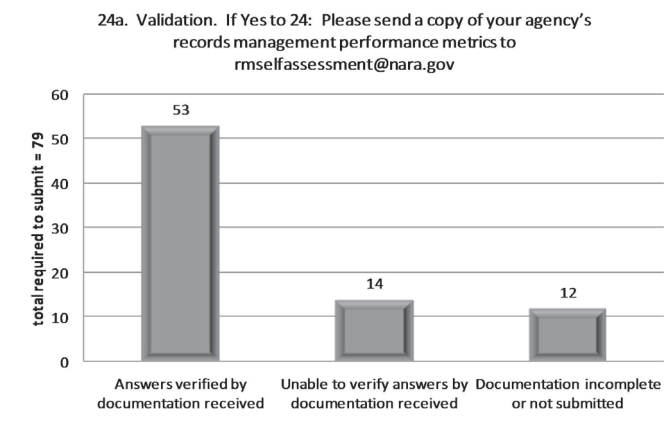 24a. Validation. If Yes to 24: Please send a copy of your agency's
records management performance metrics to
rmselfassessment@nara.gov
total required to submit = 79
60
50
40
30
20
10
0
53
14
12
Answers verified by
documentation received
Unable to verify answers by
documentation received
Documentation incomplete
or not submitted